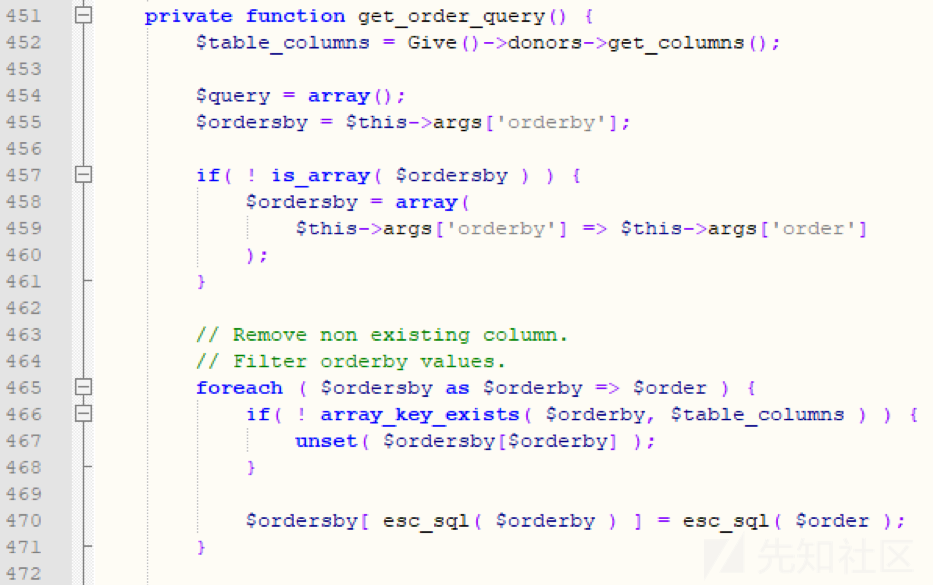 451 private function get_order_query() {
452 $table_columns = Give()->donors->get_columns();
453
454 $query = array();
455 $ordersby = $this->args['orderby'];
456
457 if( ! is_array( $ordersby ) ) {
458 $ordersby = array(
459 $this->args['orderby'] => $this->args['order']
460 );
461 }
462
463 // Remove non existing column.
464 // Filter orderby values.
465 foreach ( $ordersby as $orderby => $order ) {
466 if( ! array_key_exists( $orderby, $table_columns ) ) {
467 unset( $ordersby[$orderby] );
468 }
469
470 $ordersby[ esc_sql( $orderby ) ] = esc_sql( $order );
471 }
472
先知社区